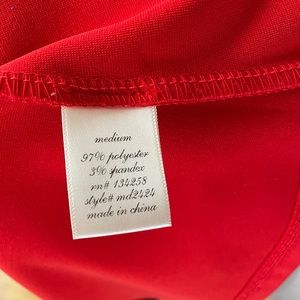 medium
97% polyester
3% spandex
rn# 134258
style# md2424
made in china